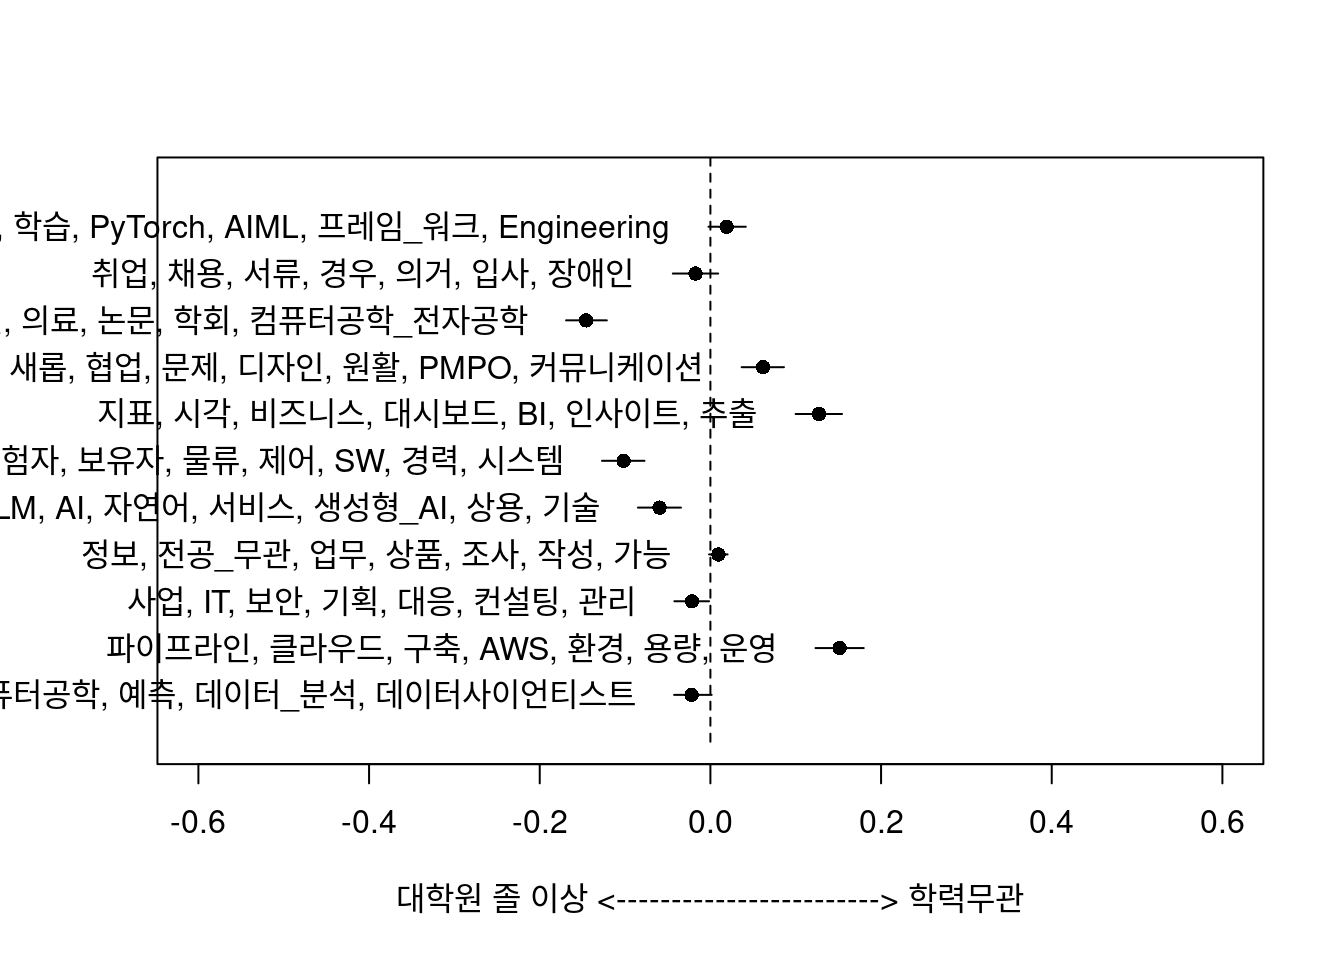 , 학습, PyTorch, AIML, 프레임_워크, Engineering
취업, 채용, 서류, 경우, 의거, 입사, 장애인
, 의료, 논문, 학회, 컴퓨터공학_전자공학
새롭, 협업, 문제, 디자인, 원활, PMPO, 커뮤니케이션
지표, 시각, 비즈니스, 대시보드, BI, 인사이트, 추출
험자, 보유자, 물류, 제어, SW, 경력, 시스템
LM, AI, 자연어, 서비스, 생성형_AI, 상용, 기술
정보, 전공_무관, 업무, 상품, 조사, 작성, 가능
사업, IT, 보안, 기획, 대응, 컨설팅, 관리
파이프라인, 클라우드, 구축, AWS, 환경, 용량, 운영
퓨터공학, 예측, 데이터_분석, 데이터사이언티스트
-0.6 -0.4 -0.2 0.0 0.2 0.4 0.6
대학원 졸 이상 <------------------------> 학력무관